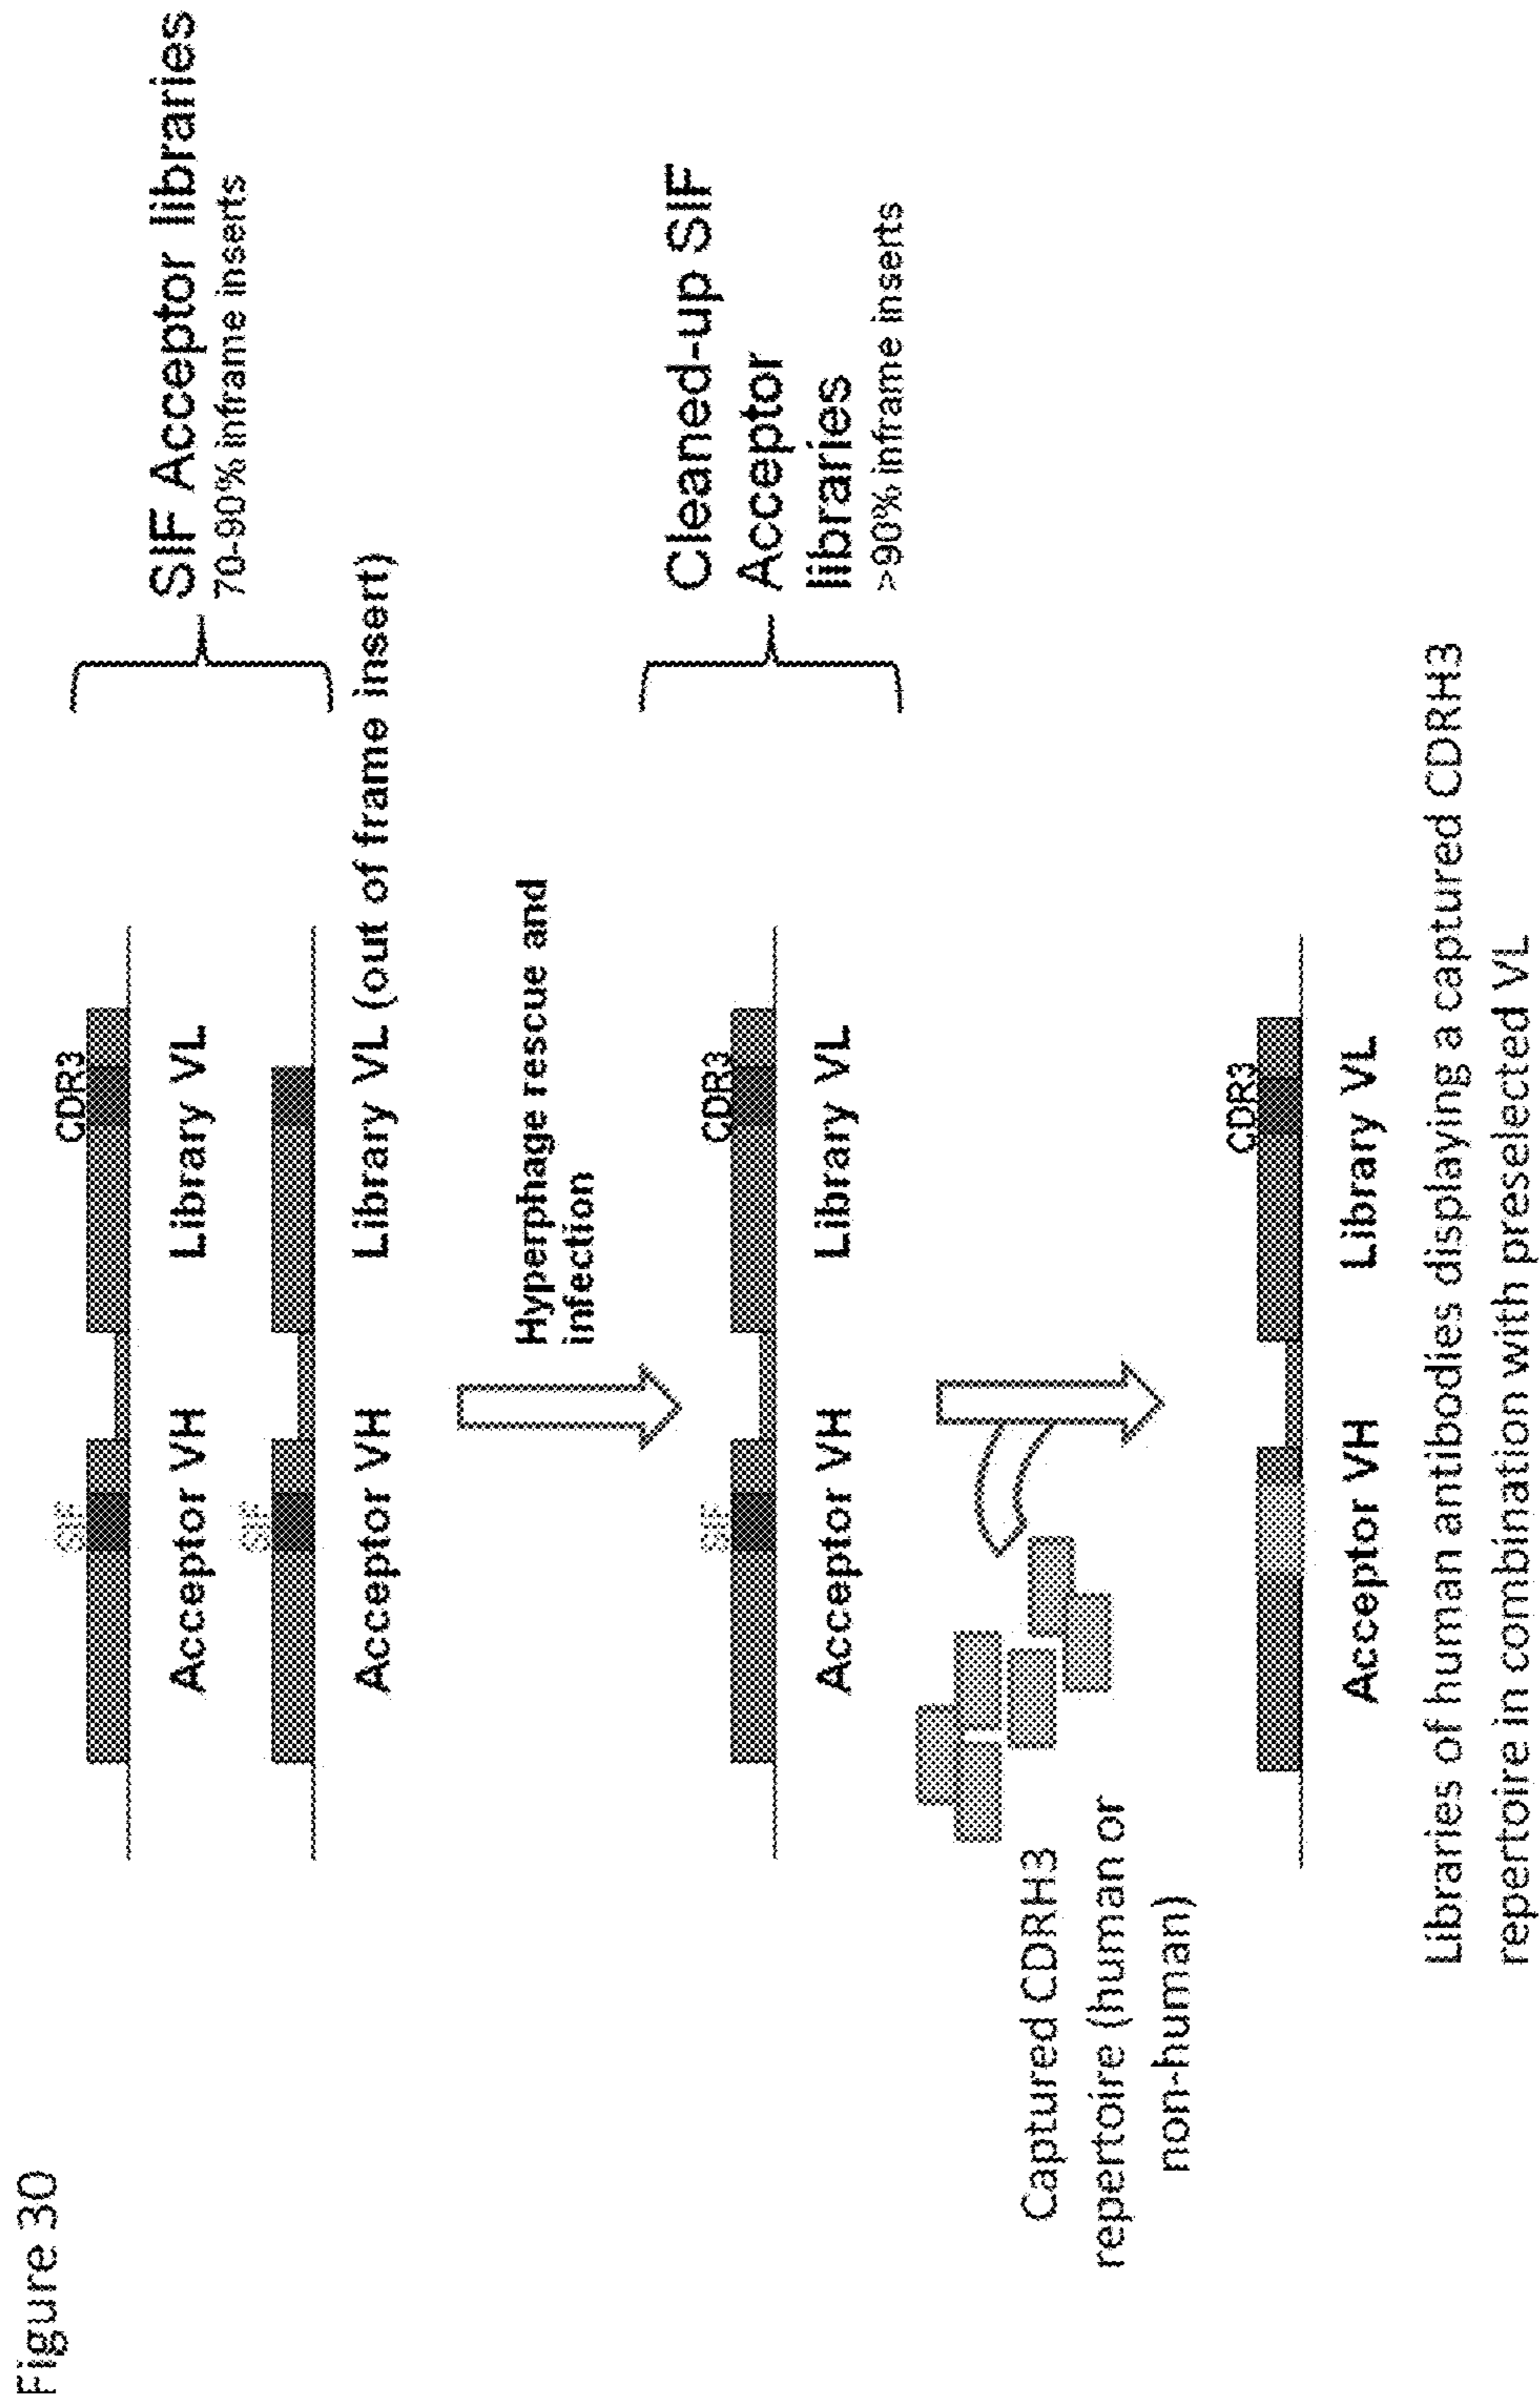 Figure 30
SIF
CDR3
Acceptor VH
Library VL
SIF
Acceptor VH
Library VL (out of frame insert)
SIF Acceptor libraries
70-90% inframe inserts
Hyperphage rescue and
infection
SIF
CDR3
Acceptor VH
Library VL
Cleaned-up SIF
Acceptor
libraries
>90% inframe inserts
Captured CDRH3
repertoire (human or
non-human)
CDR3
Acceptor VH
Library VL
Libraries of human antibodies displaying a captured CDRH3
repertoire in combination with preselected VL